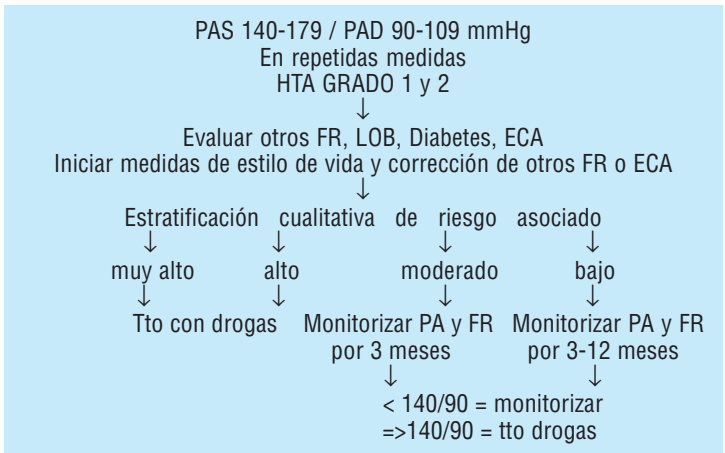 PAS 140-179 / PAD 90-109 mmHg
En repetidas medidas
HTA GRADO 1 y 2
↓
Evaluar otros FR, LOB, Diabetes, ECA
Iniciar medidas de estilo de vida y corrección de otros FR o ECA
↓
Estratificación cualitativa de riesgo asociado
↓ ↓ ↓ ↓
muy alto alto moderado bajo
↓ ↓ ↓ ↓
Tto con drogas Monitorizar PA y FR Monitorizar PA y FR
por 3 meses por 3-12 meses
↓ ↓
< 140/90 = monitorizar
=>140/90 = tto drogas